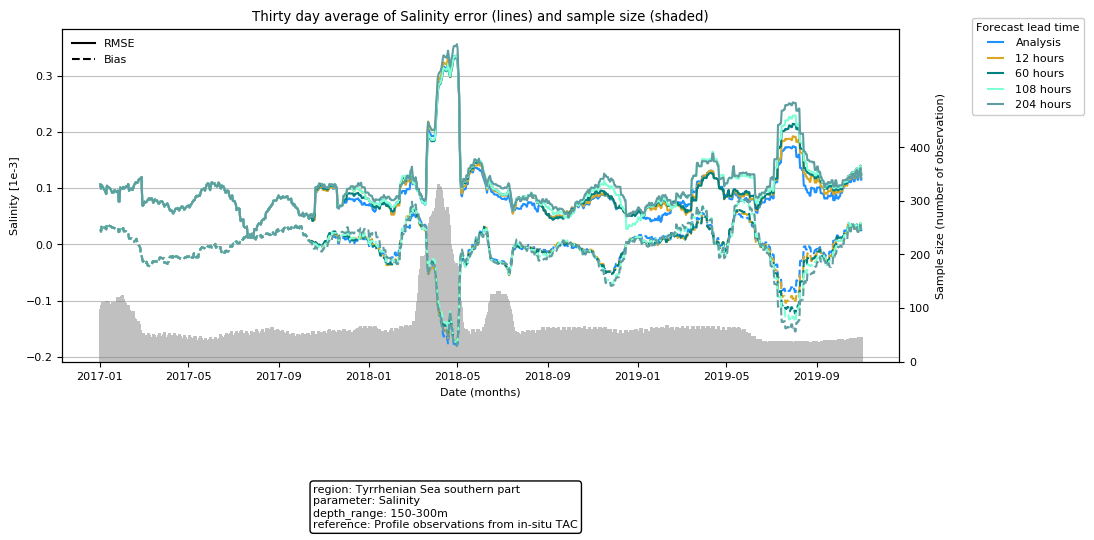 Thirty day average of Salinity error (lines) and sample size (shaded)
RMSE
Bias
Forecast lead time
Analysis
12 hours
60 hours
108 hours
204 hours
Salinity [1e-3]
0.3
0.2
0.1
0.0
−0.1
−0.2
Sample size (number of observation)
400
300
200
100
0
2017-01
2017-05
2017-09
2018-01
2018-05
2018-09
2019-01
2019-05
2019-09
Date (months)
region: Tyrrhenian Sea southern part
parameter: Salinity
depth_range: 150-300m
reference: Profile observations from in-situ TAC